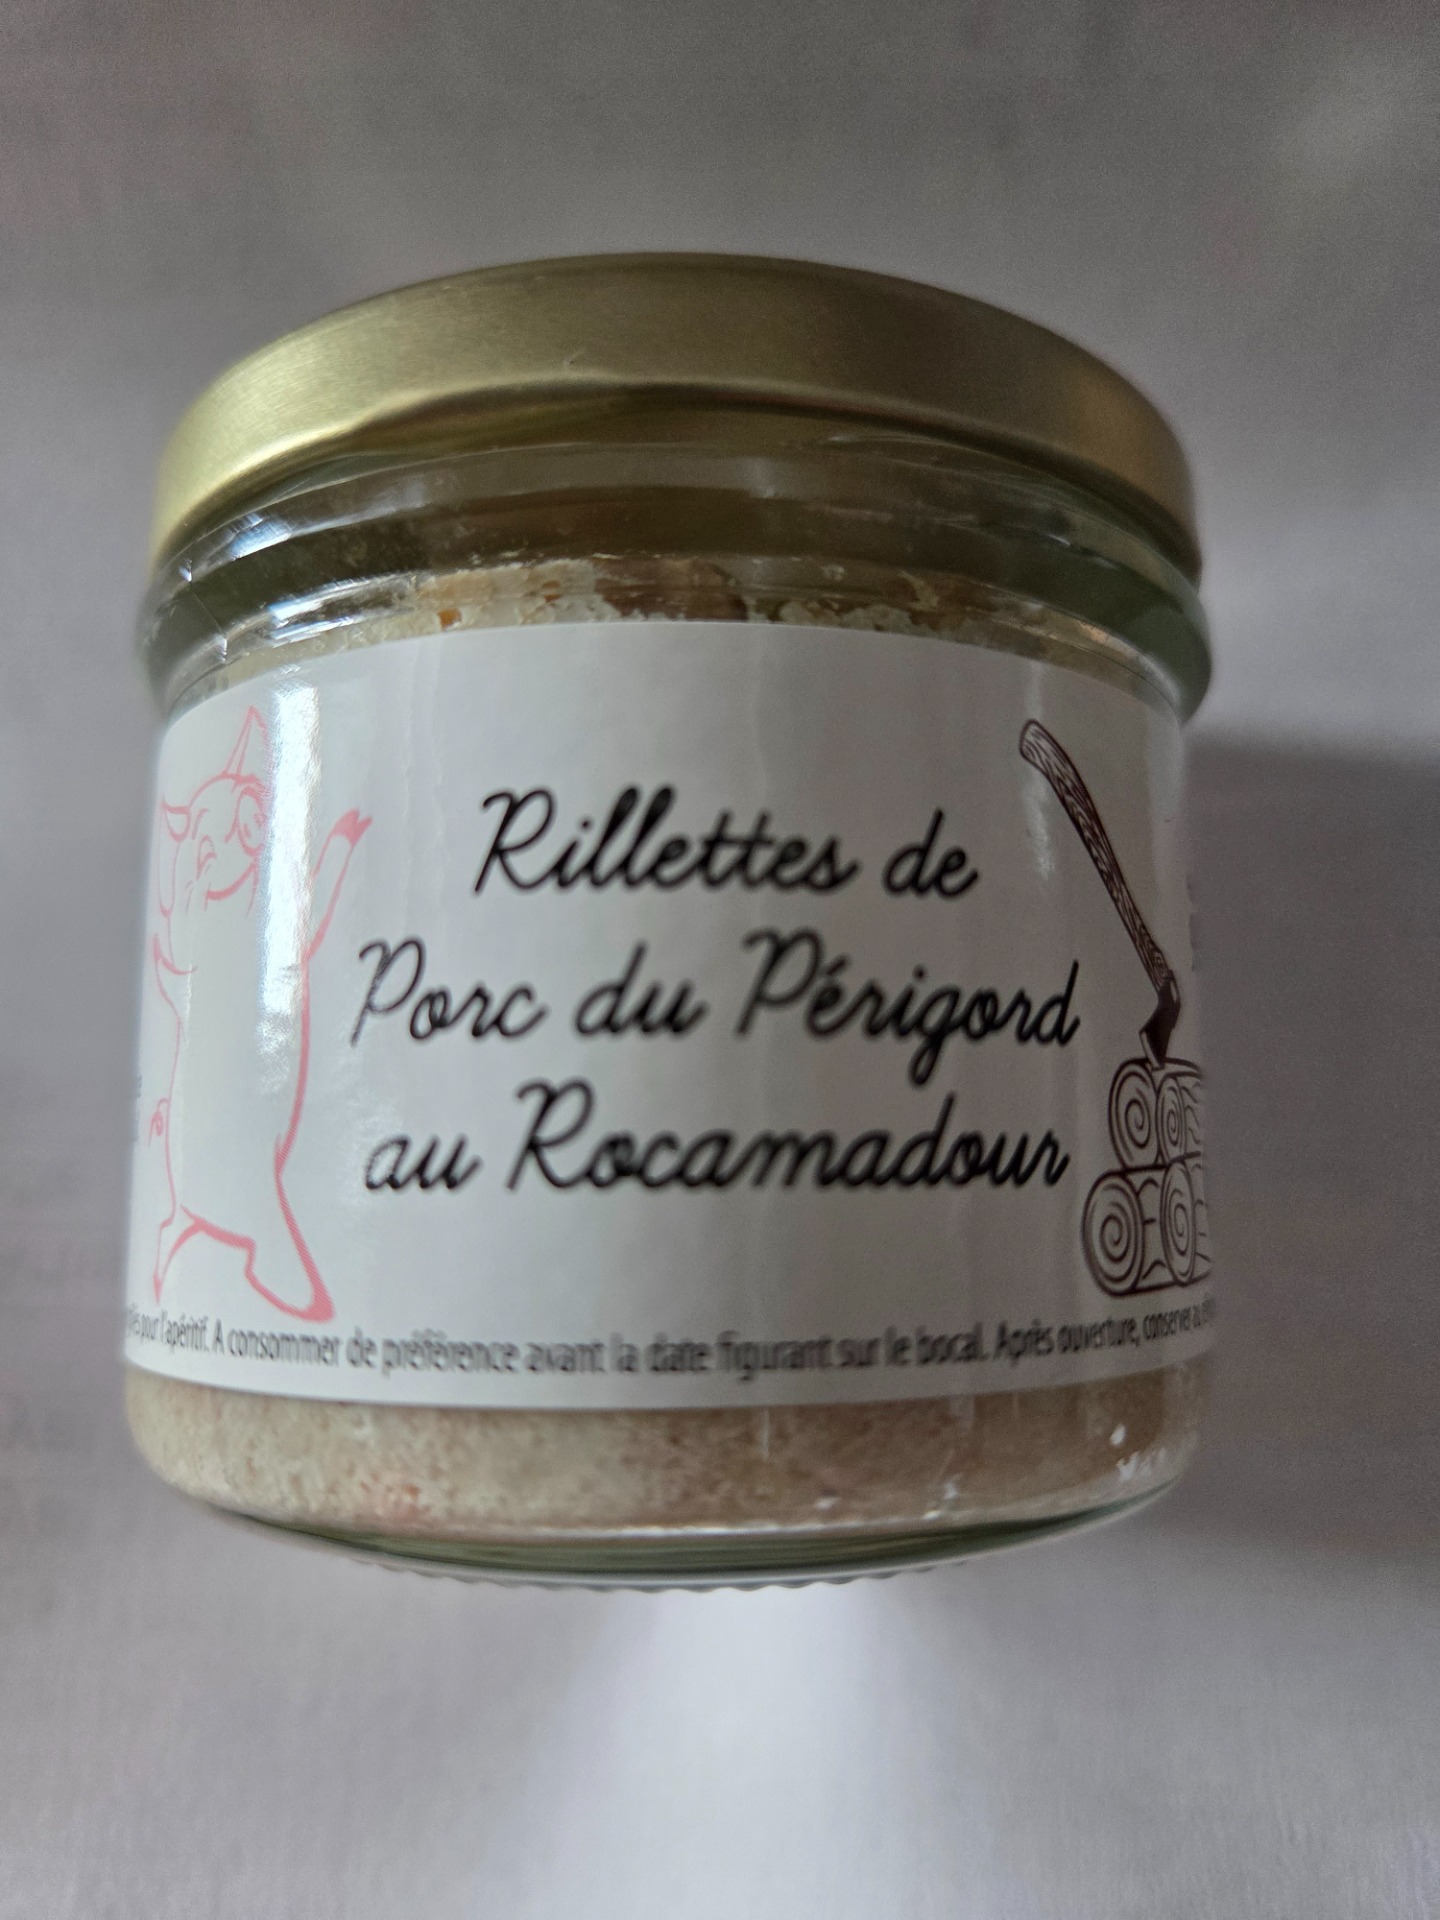 Rillettes de
Porc du Périgord
au Rocamadour
pour l'apéritif. A consommer de préférence avant la date figurant sur le bocal. Après ouverture, conserver au